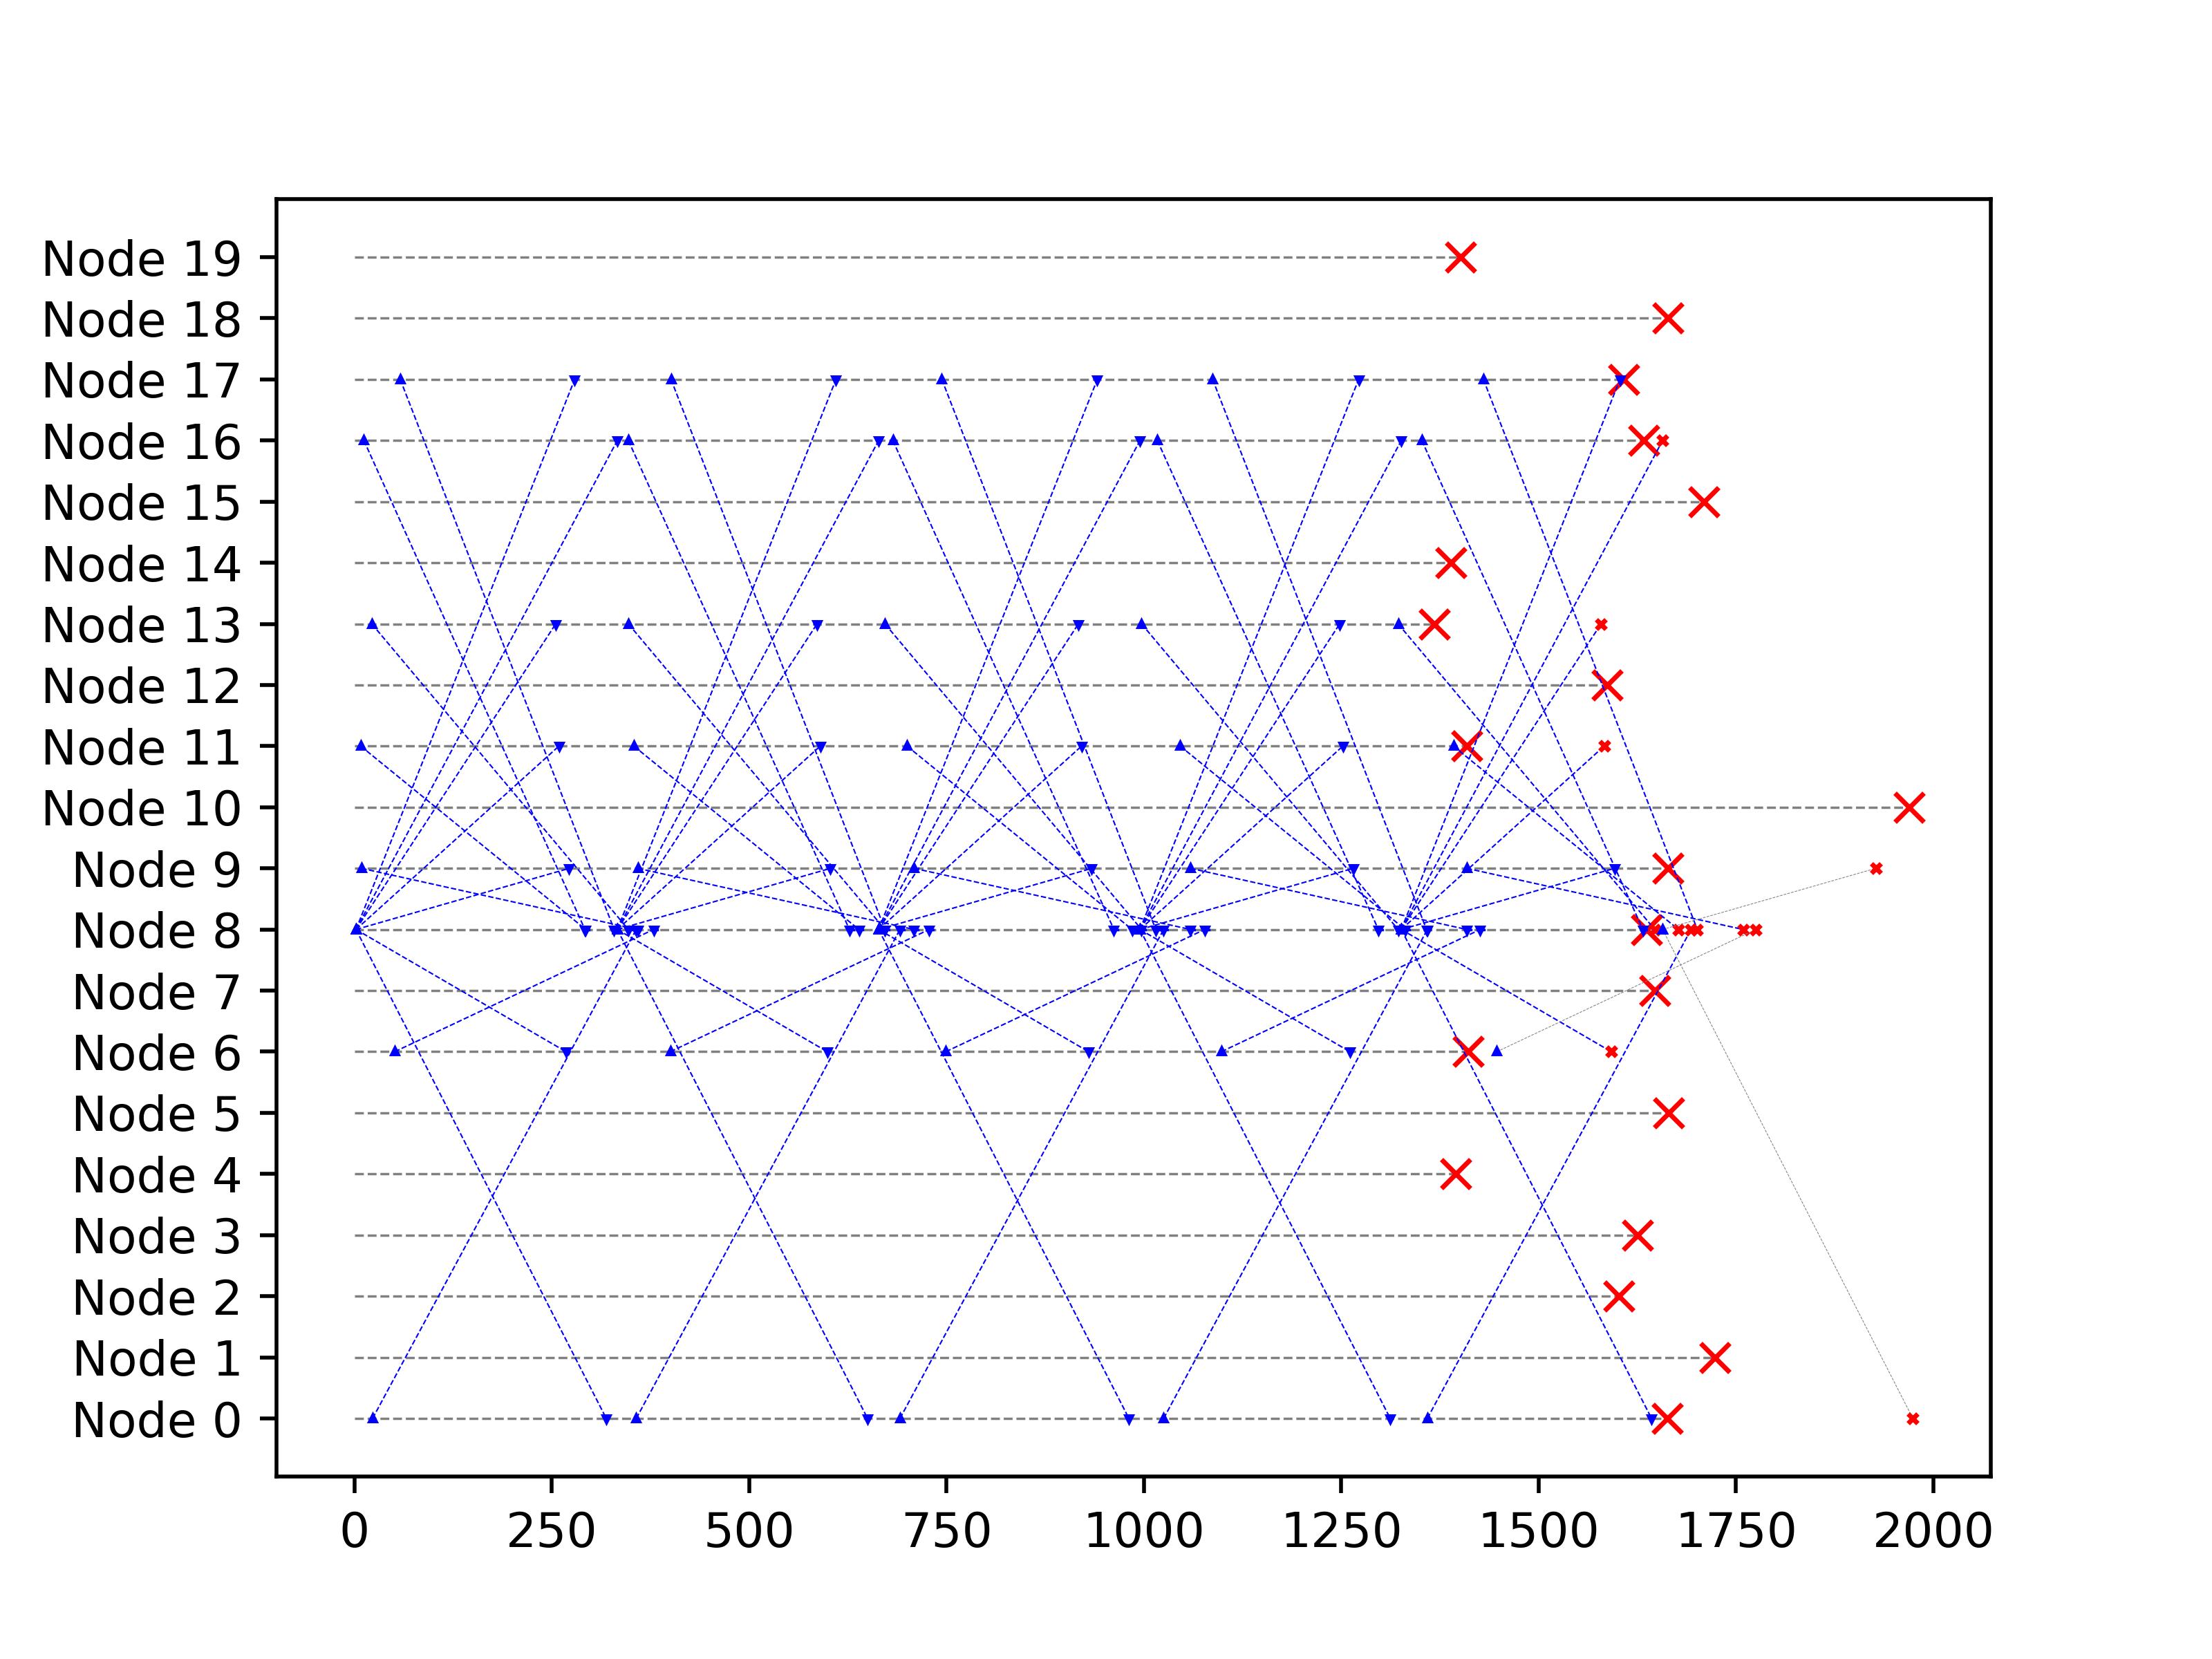 Node 19
Node 18
Node 17
Node 16
Node 15
Node 14
Node 13
Node 12
Node 11
Node 10
Node 9
Node 8
Node 7
Node 6
Node 5
Node 4
Node 3
Node 2
Node 1
Node 0
0 250 500 750 1000 1250 1500 1750 2000